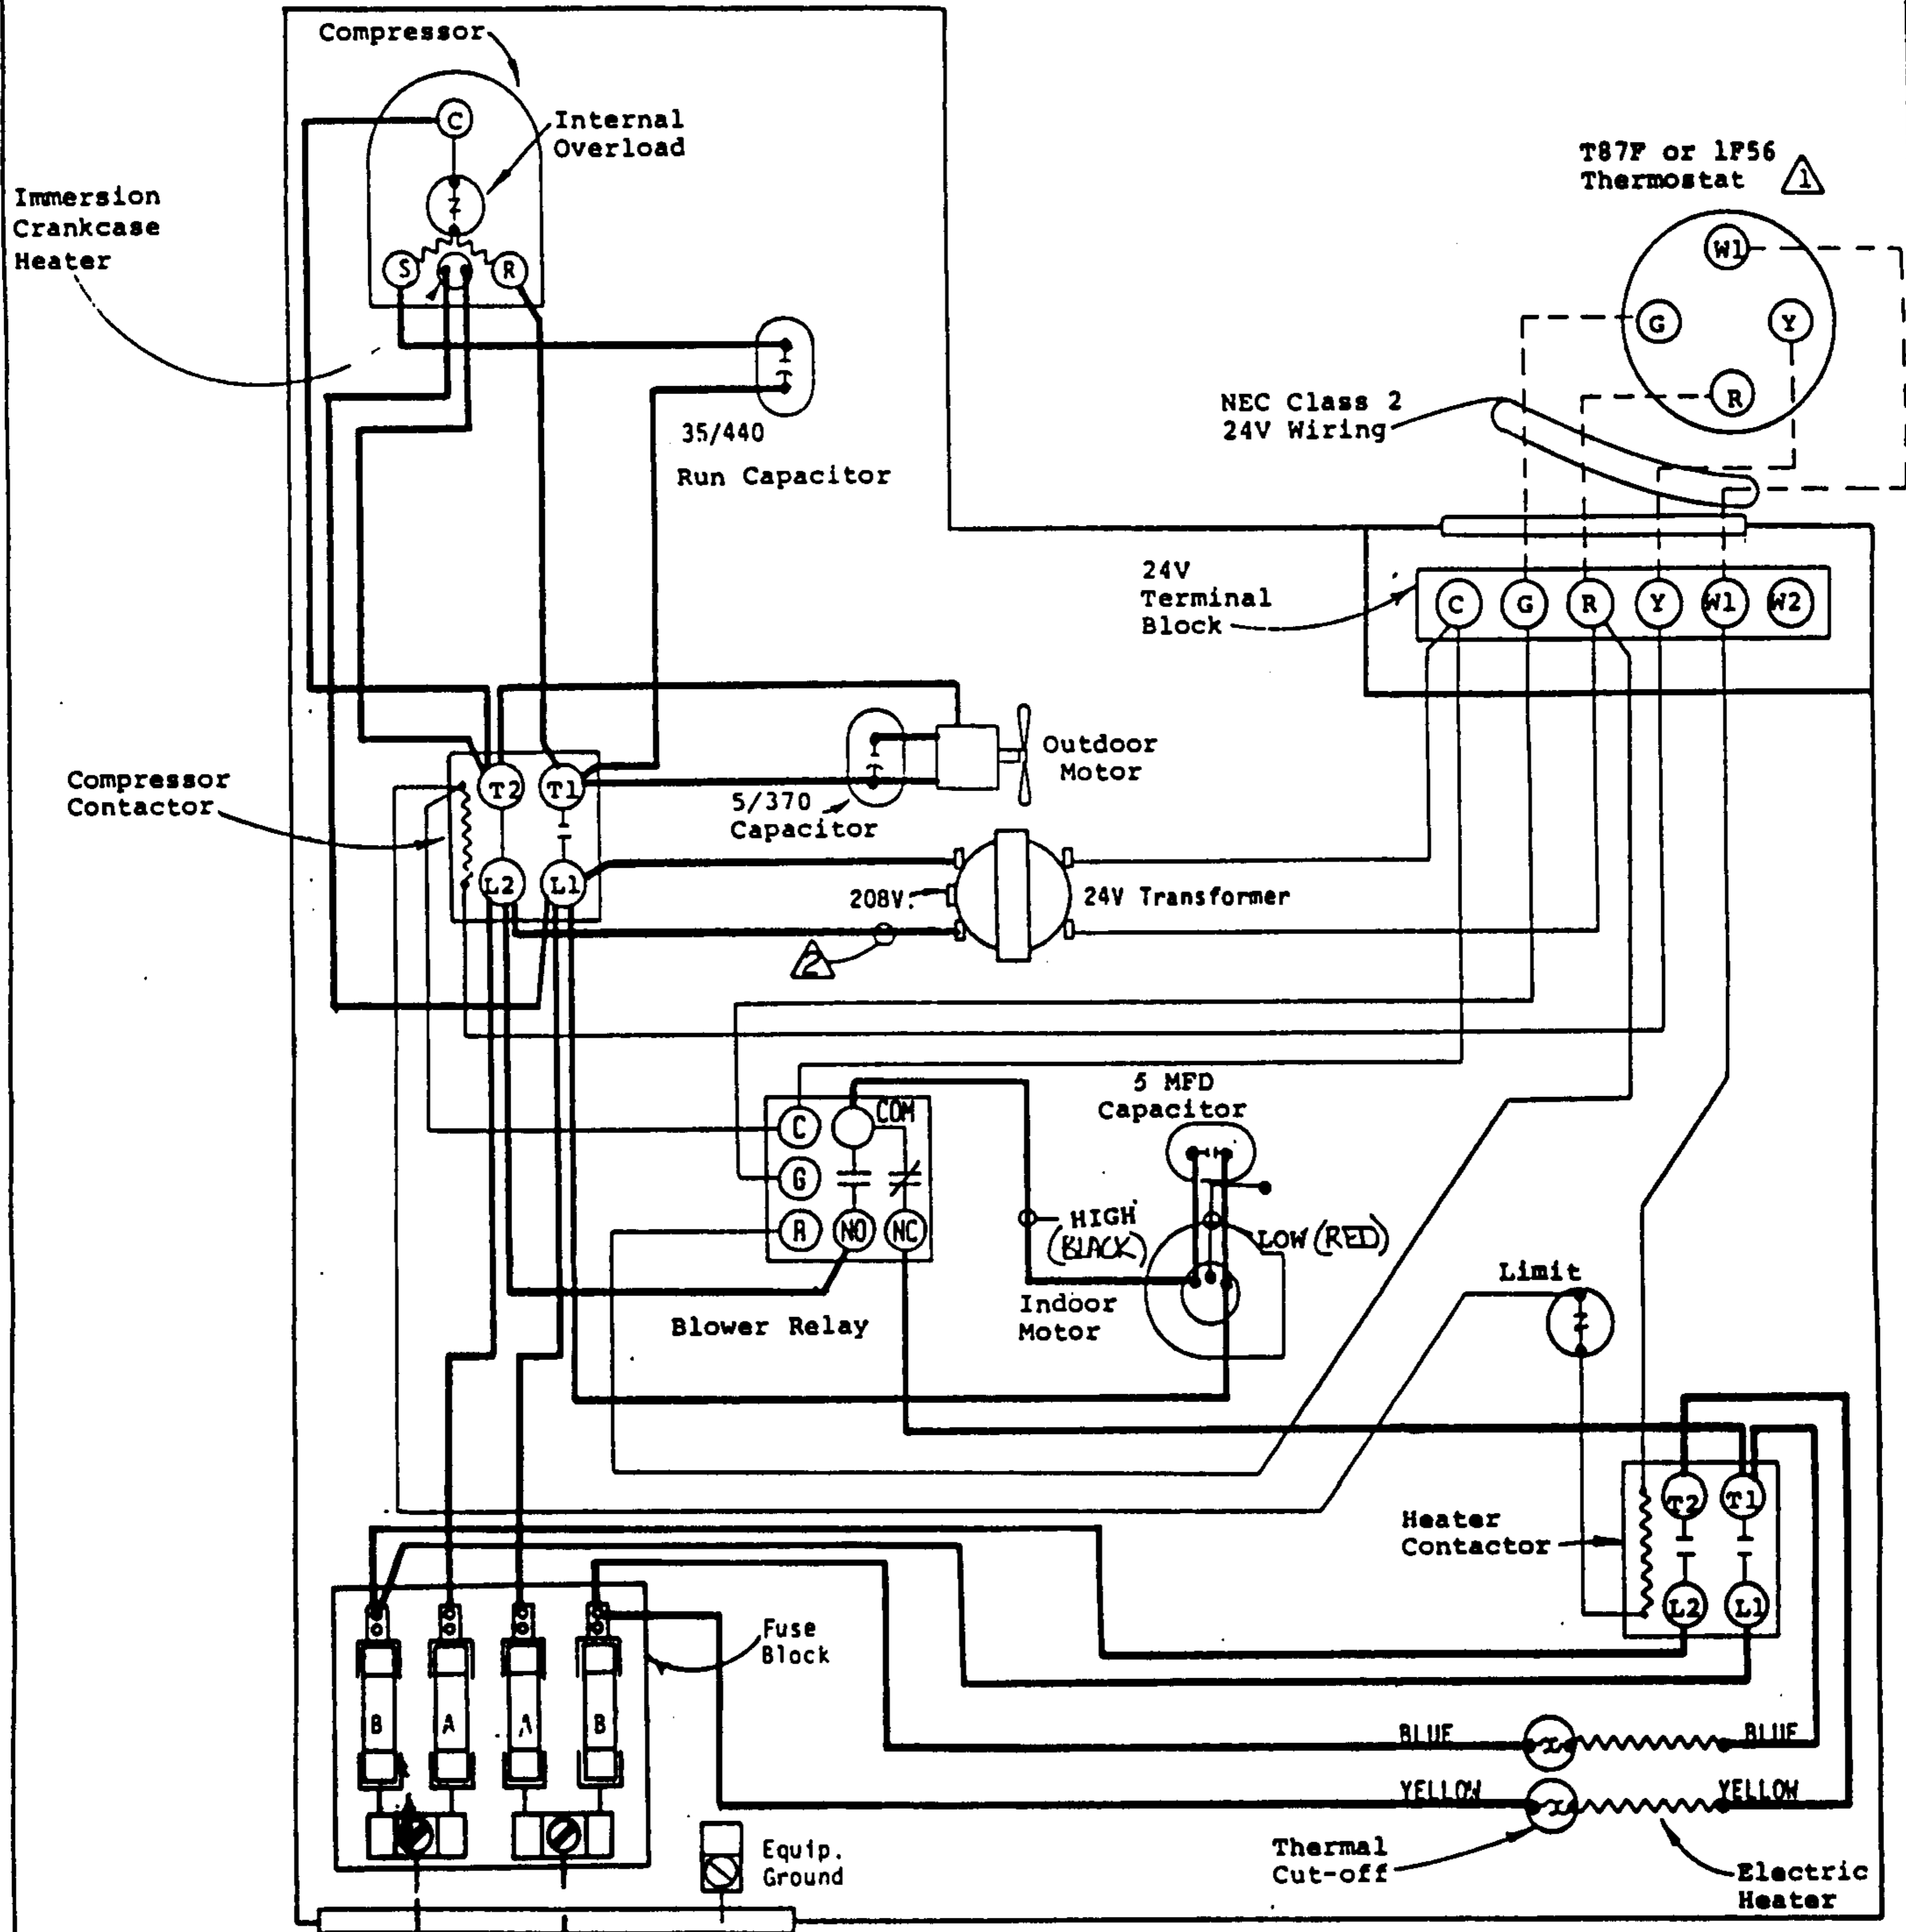 Compressor
C
Internal
Overload
Immersion
Crankcase
Heater
S
R
35/440
Run Capacitor
T87F or 1F56
Thermostat
1
W1
G
Y
R
NEC Class 2
24V Wiring
24V
Terminal
Block
C
G
R
Y
W1
W2
Outdoor
Motor
Compressor
Contactor
T2
T1
5/370
Capacitor
L2
L1
208V.
24V Transformer
2
5 MFD
Capacitor
C
COM
G
R
NO
NC
HIGH
(BLACK)
LOW (RED)
Indoor
Motor
Blower Relay
Limit
Heater
Contactor
T2
T1
L2
L1
Fuse
Block
B
A
A
B
BLUE
BLUE
YELLOW
YELLOW
Equip.
Ground
Thermal
Cut-off
Electric
Heater